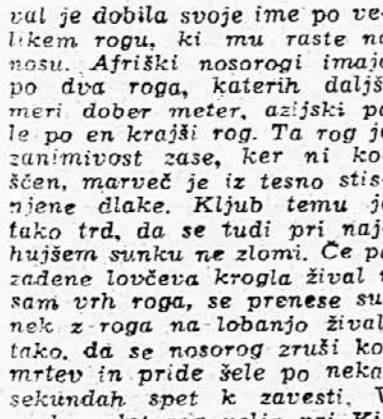 val je dobila svoje ime po ve-
likem rogu, ki mu raste na
nosu. Afriški nosorogi imajo
po dva roga, katerih daljš
meri dober meter, azijski pa
le po en krajši rog. Ta rog je
zanimivost zase, ker ni ko-
ščen, marveč je iz tesno stis-
njene dlake. Kljub temu je
tako trd, da se tudi pri naj-
hujšem sunku ne zlomi. Če pa
zadene lovčeva krogla žival
sam vrh roga, se prenese su-
nek z roga na lobanjo žival
tako, da se nosorog zruši ko
mrtev in pride šele po neka
sekundah spet k zavesti.